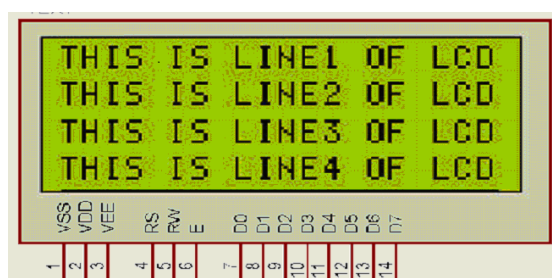 THIS IS LINE1 OF LCD
THIS IS LINE2 OF LCD
THIS IS LINE3 OF LCD
THIS IS LINE4 OF LCD
VSS VDD VEE RS RW E D0 D1 D2 D3 D4 D5 D6 D7
1 2 3 4 5 6 7 8 9 10 11 12 13 14